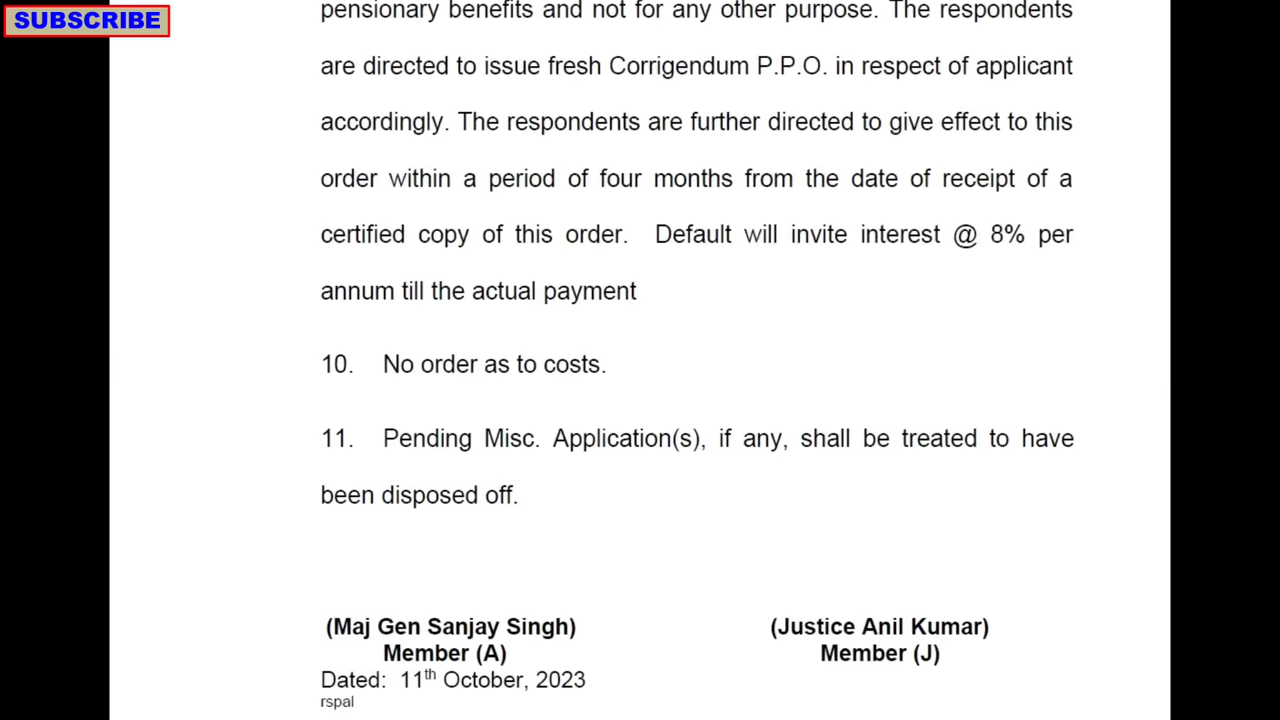 SUBSCRIBE
pensionary benefits and not for any other purpose. The respondents
are directed to issue fresh Corrigendum P.P.O. in respect of applicant
accordingly. The respondents are further directed to give effect to this
order within a period of four months from the date of receipt of a
certified copy of this order. Default will invite interest @ 8% per
annum till the actual payment
10. No order as to costs.
11. Pending Misc. Application(s), if any, shall be treated to have
been disposed off.
(Maj Gen Sanjay Singh) (Justice Anil Kumar)
Member (A) Member (J)
Dated: 11th October, 2023
rspal